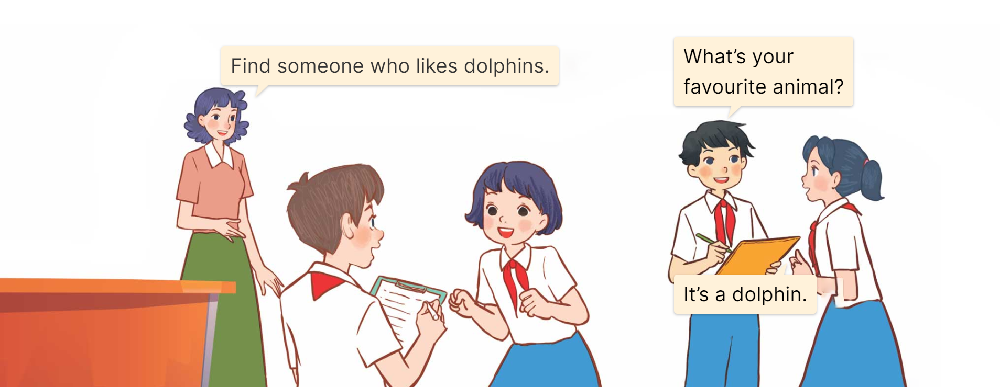 Find someone who likes dolphins.
What’s your
favourite animal?
It’s a dolphin.